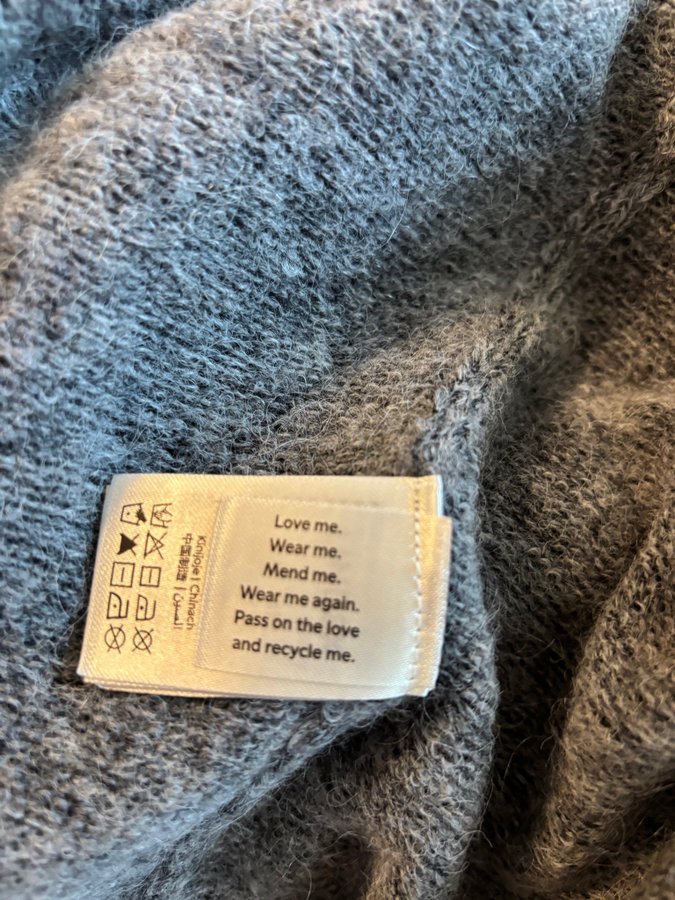 Love me.
Wear me.
Mend me.
Wear me again.
Pass on the love
and recycle me.